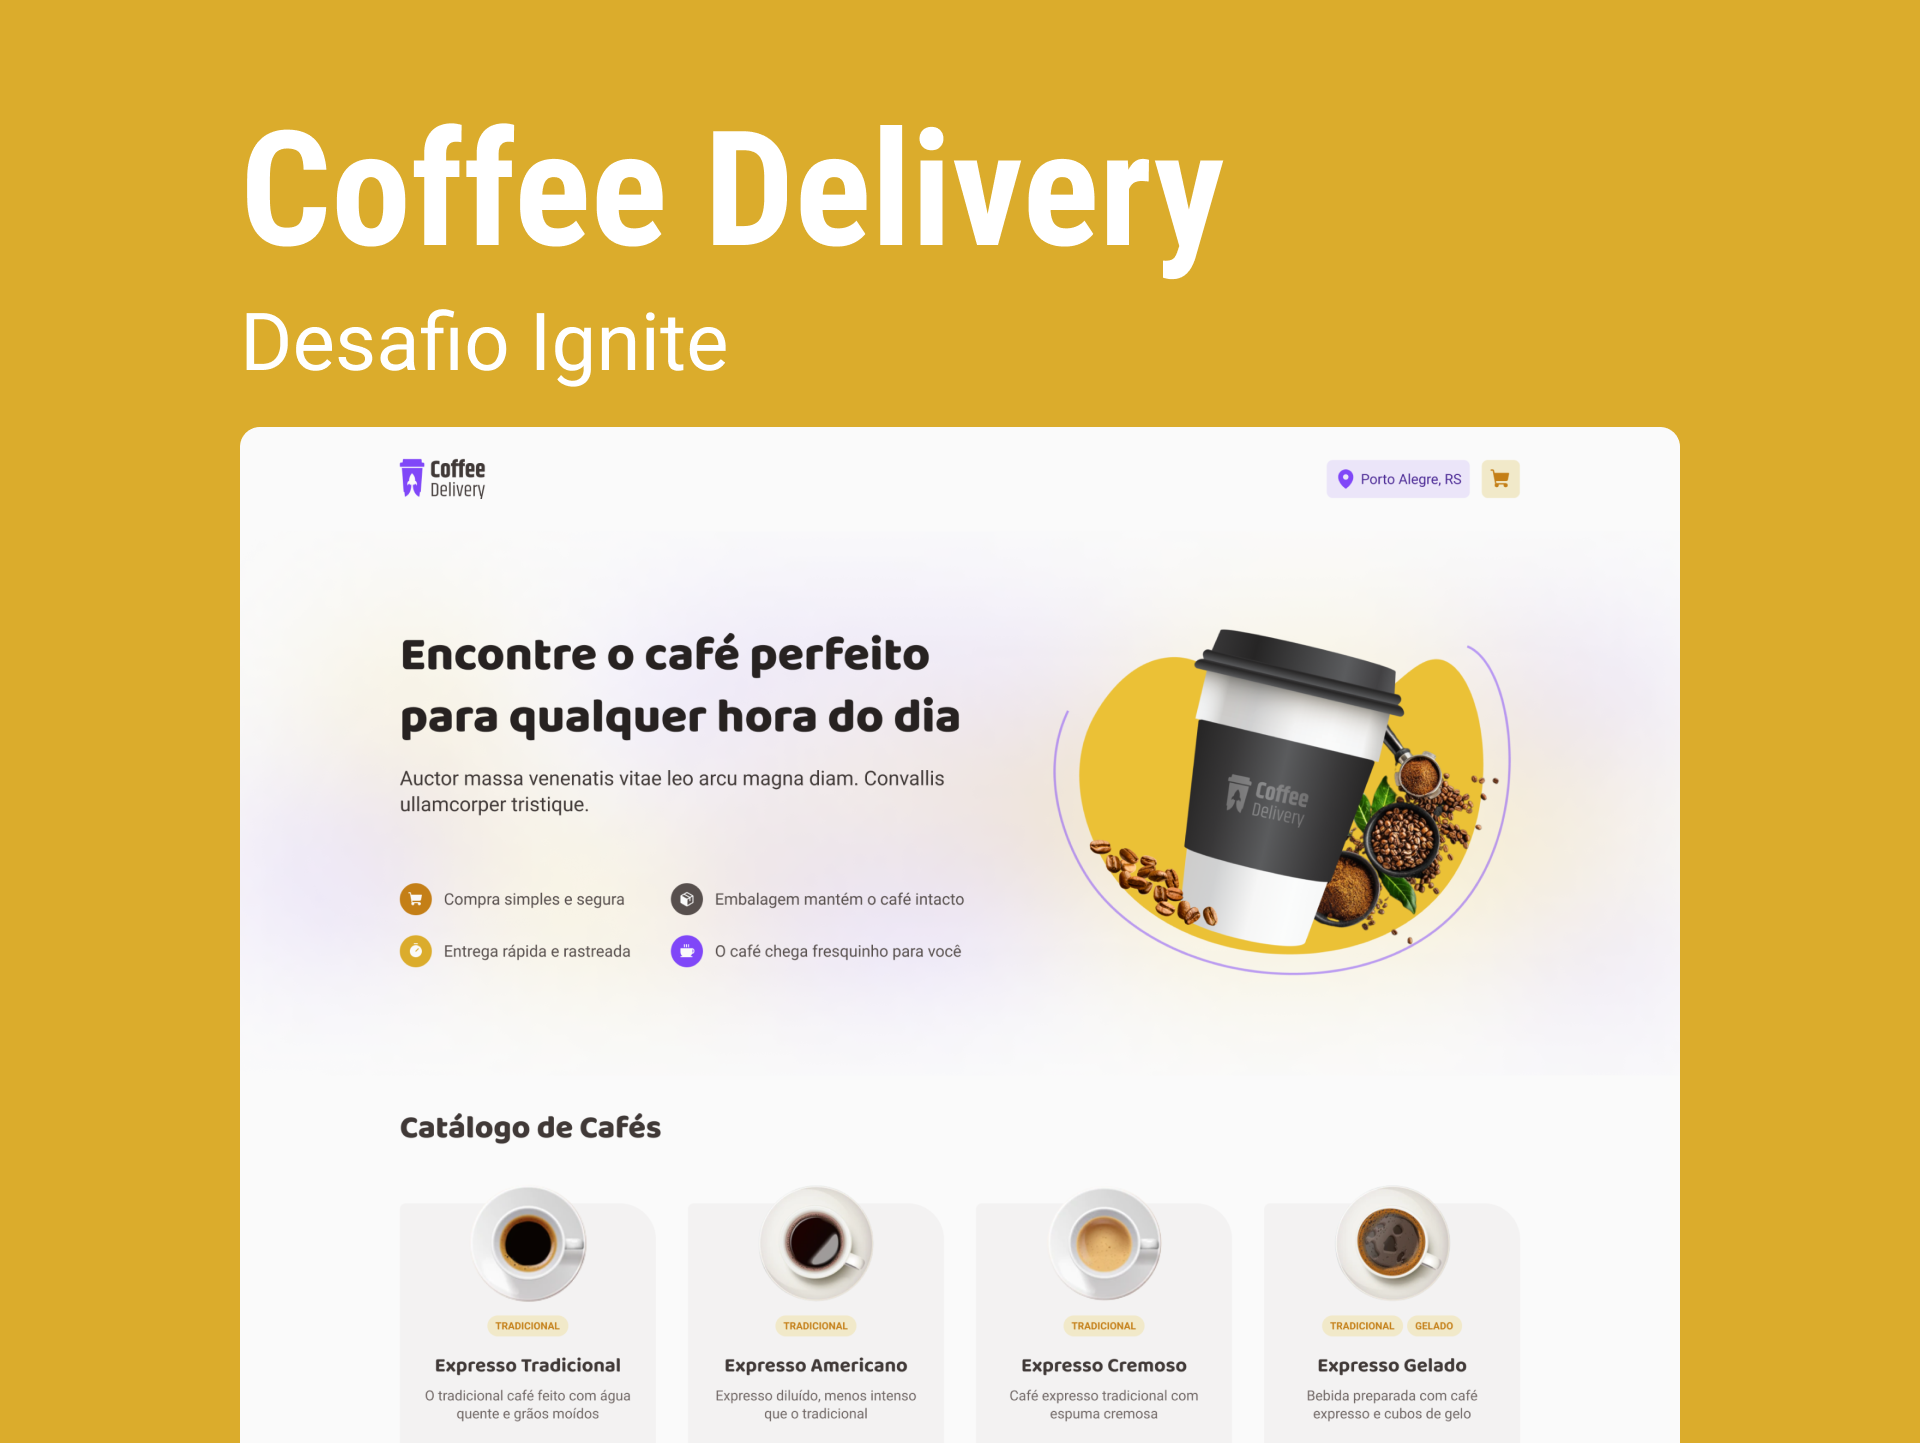 Coffee Delivery
Desafio Ignite
Coffee
Delivery
Porto Alegre, RS
Encontre o café perfeito
para qualquer hora do dia
Auctor massa venenatis vitae leo arcu magna diam. Convallis
ullamcorper tristique.
Coffee
Delivery
Compra simples e segura
Embalagem mantém o café intacto
Entrega rápida e rastreada
O café chega fresquinho para você
Catálogo de Cafés
TRADICIONAL
Expresso Tradicional
O tradicional café feito com água
quente e grãos moídos
TRADICIONAL
Expresso Americano
Expresso diluído, menos intenso
que o tradicional
TRADICIONAL
Expresso Cremoso
Café expresso tradicional com
espuma cremosa
TRADICIONAL GELADO
Expresso Gelado
Bebida preparada com café
expresso e cubos de gelo